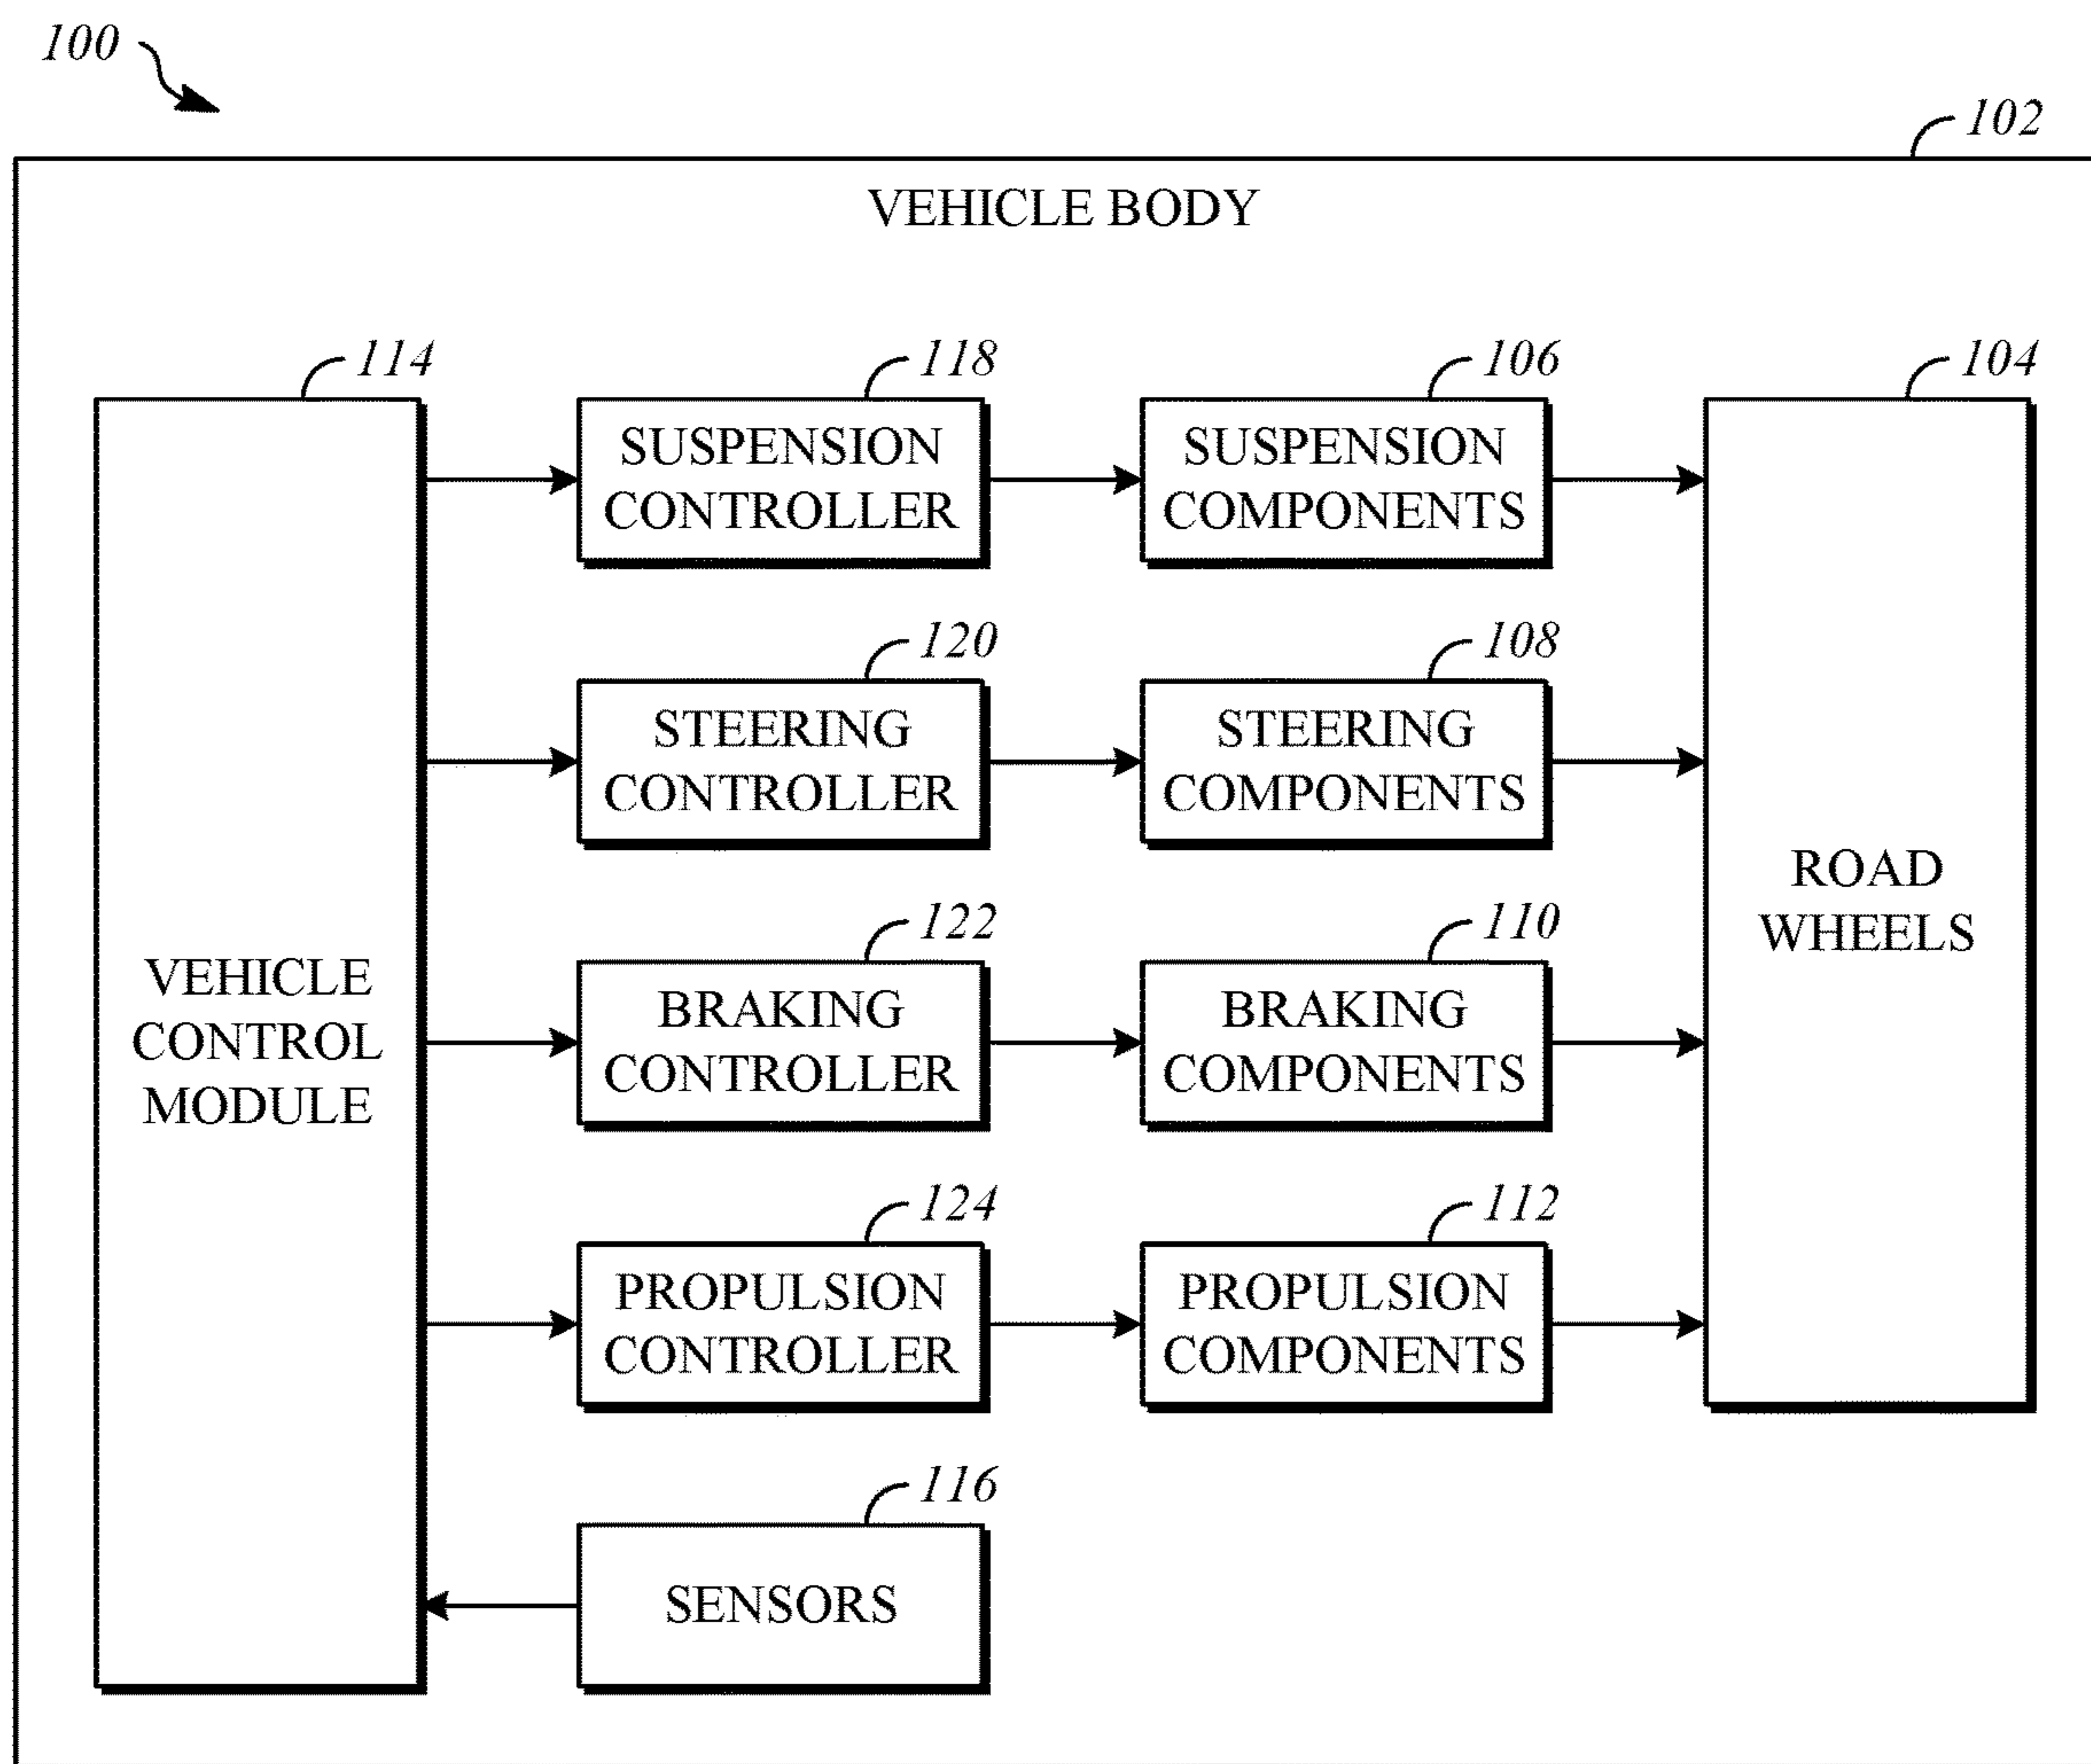 100
102
VEHICLE BODY
114
118
106
104
SUSPENSION
CONTROLLER
SUSPENSION
COMPONENTS
120
108
STEERING
CONTROLLER
STEERING
COMPONENTS
ROAD
WHEELS
122
110
VEHICLE
CONTROL
MODULE
BRAKING
CONTROLLER
BRAKING
COMPONENTS
124
112
PROPULSION
CONTROLLER
PROPULSION
COMPONENTS
116
SENSORS